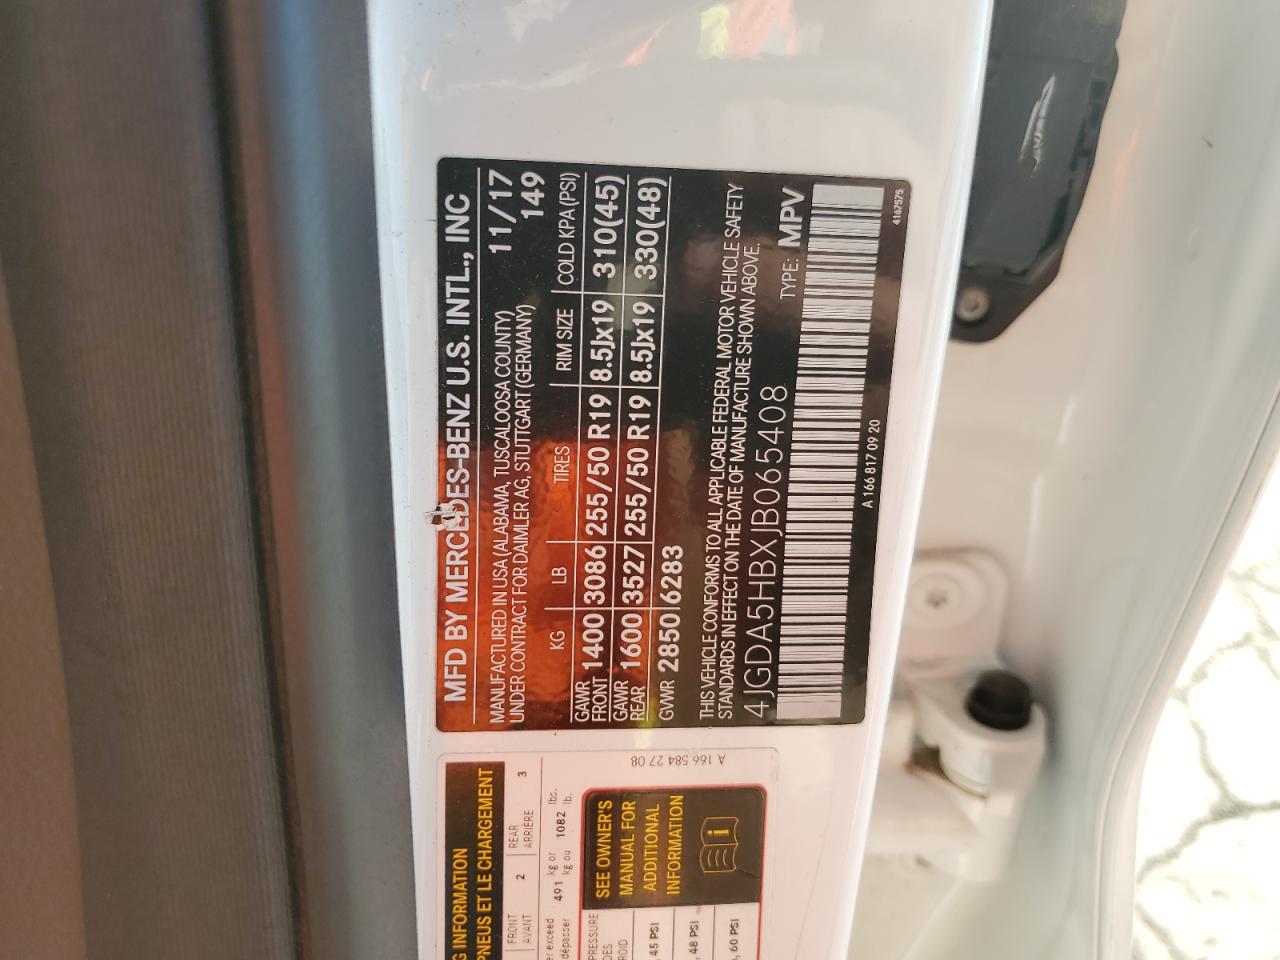 MFD BY MERCEDES-BENZ U.S. INTL., INC
MANUFACTURED IN USA (ALABAMA, TUSCALOOSA COUNTY) 11/17
UNDER CONTRACT FOR DAIMLER AG, STUTTGART (GERMANY) 149
KG LB TIRES RIM SIZE COLD KPA (PSI)
GAWR FRONT 1400 3086 255/50 R19 8.5Jx19 310(45)
GAWR REAR 1600 3527 255/50 R19 8.5Jx19 330(48)
GVWR 2850 6283
THIS VEHICLE CONFORMS TO ALL APPLICABLE FEDERAL MOTOR VEHICLE SAFETY
STANDARDS IN EFFECT ON THE DATE OF MANUFACTURE SHOWN ABOVE.
4JGDA5HBXJB065408 TYPE: MPV
A 166 817 09 20 4167575
INFORMATION
PNEUS ET LE CHARGEMENT
FRONT 2 REAR 3
AVANT ARRIÈRE
exceed 491 kg or 1082 lbs.
dépasser kg ou lb.
PRESSURE
, 45 PSI
, 48 PSI
, 60 PSI
SEE OWNER'S
MANUAL FOR
ADDITIONAL
INFORMATION
A 166 584 27 08